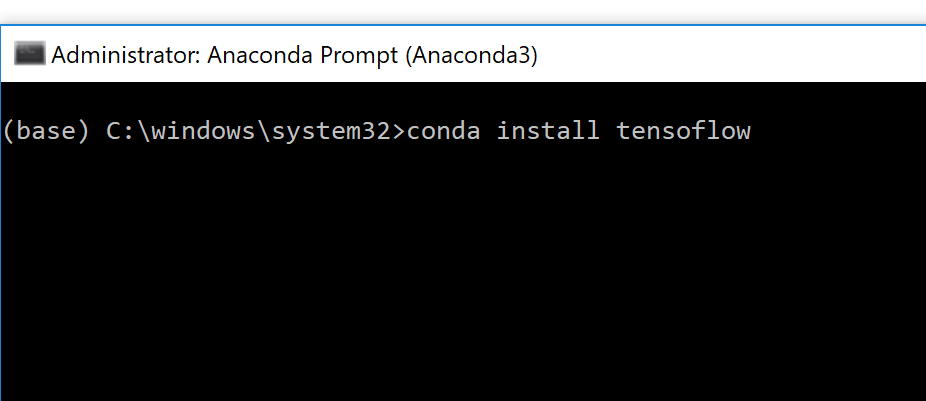 Administrator: Anaconda Prompt (Anaconda3)
(base) C:\windows\system32>conda install tensoflow